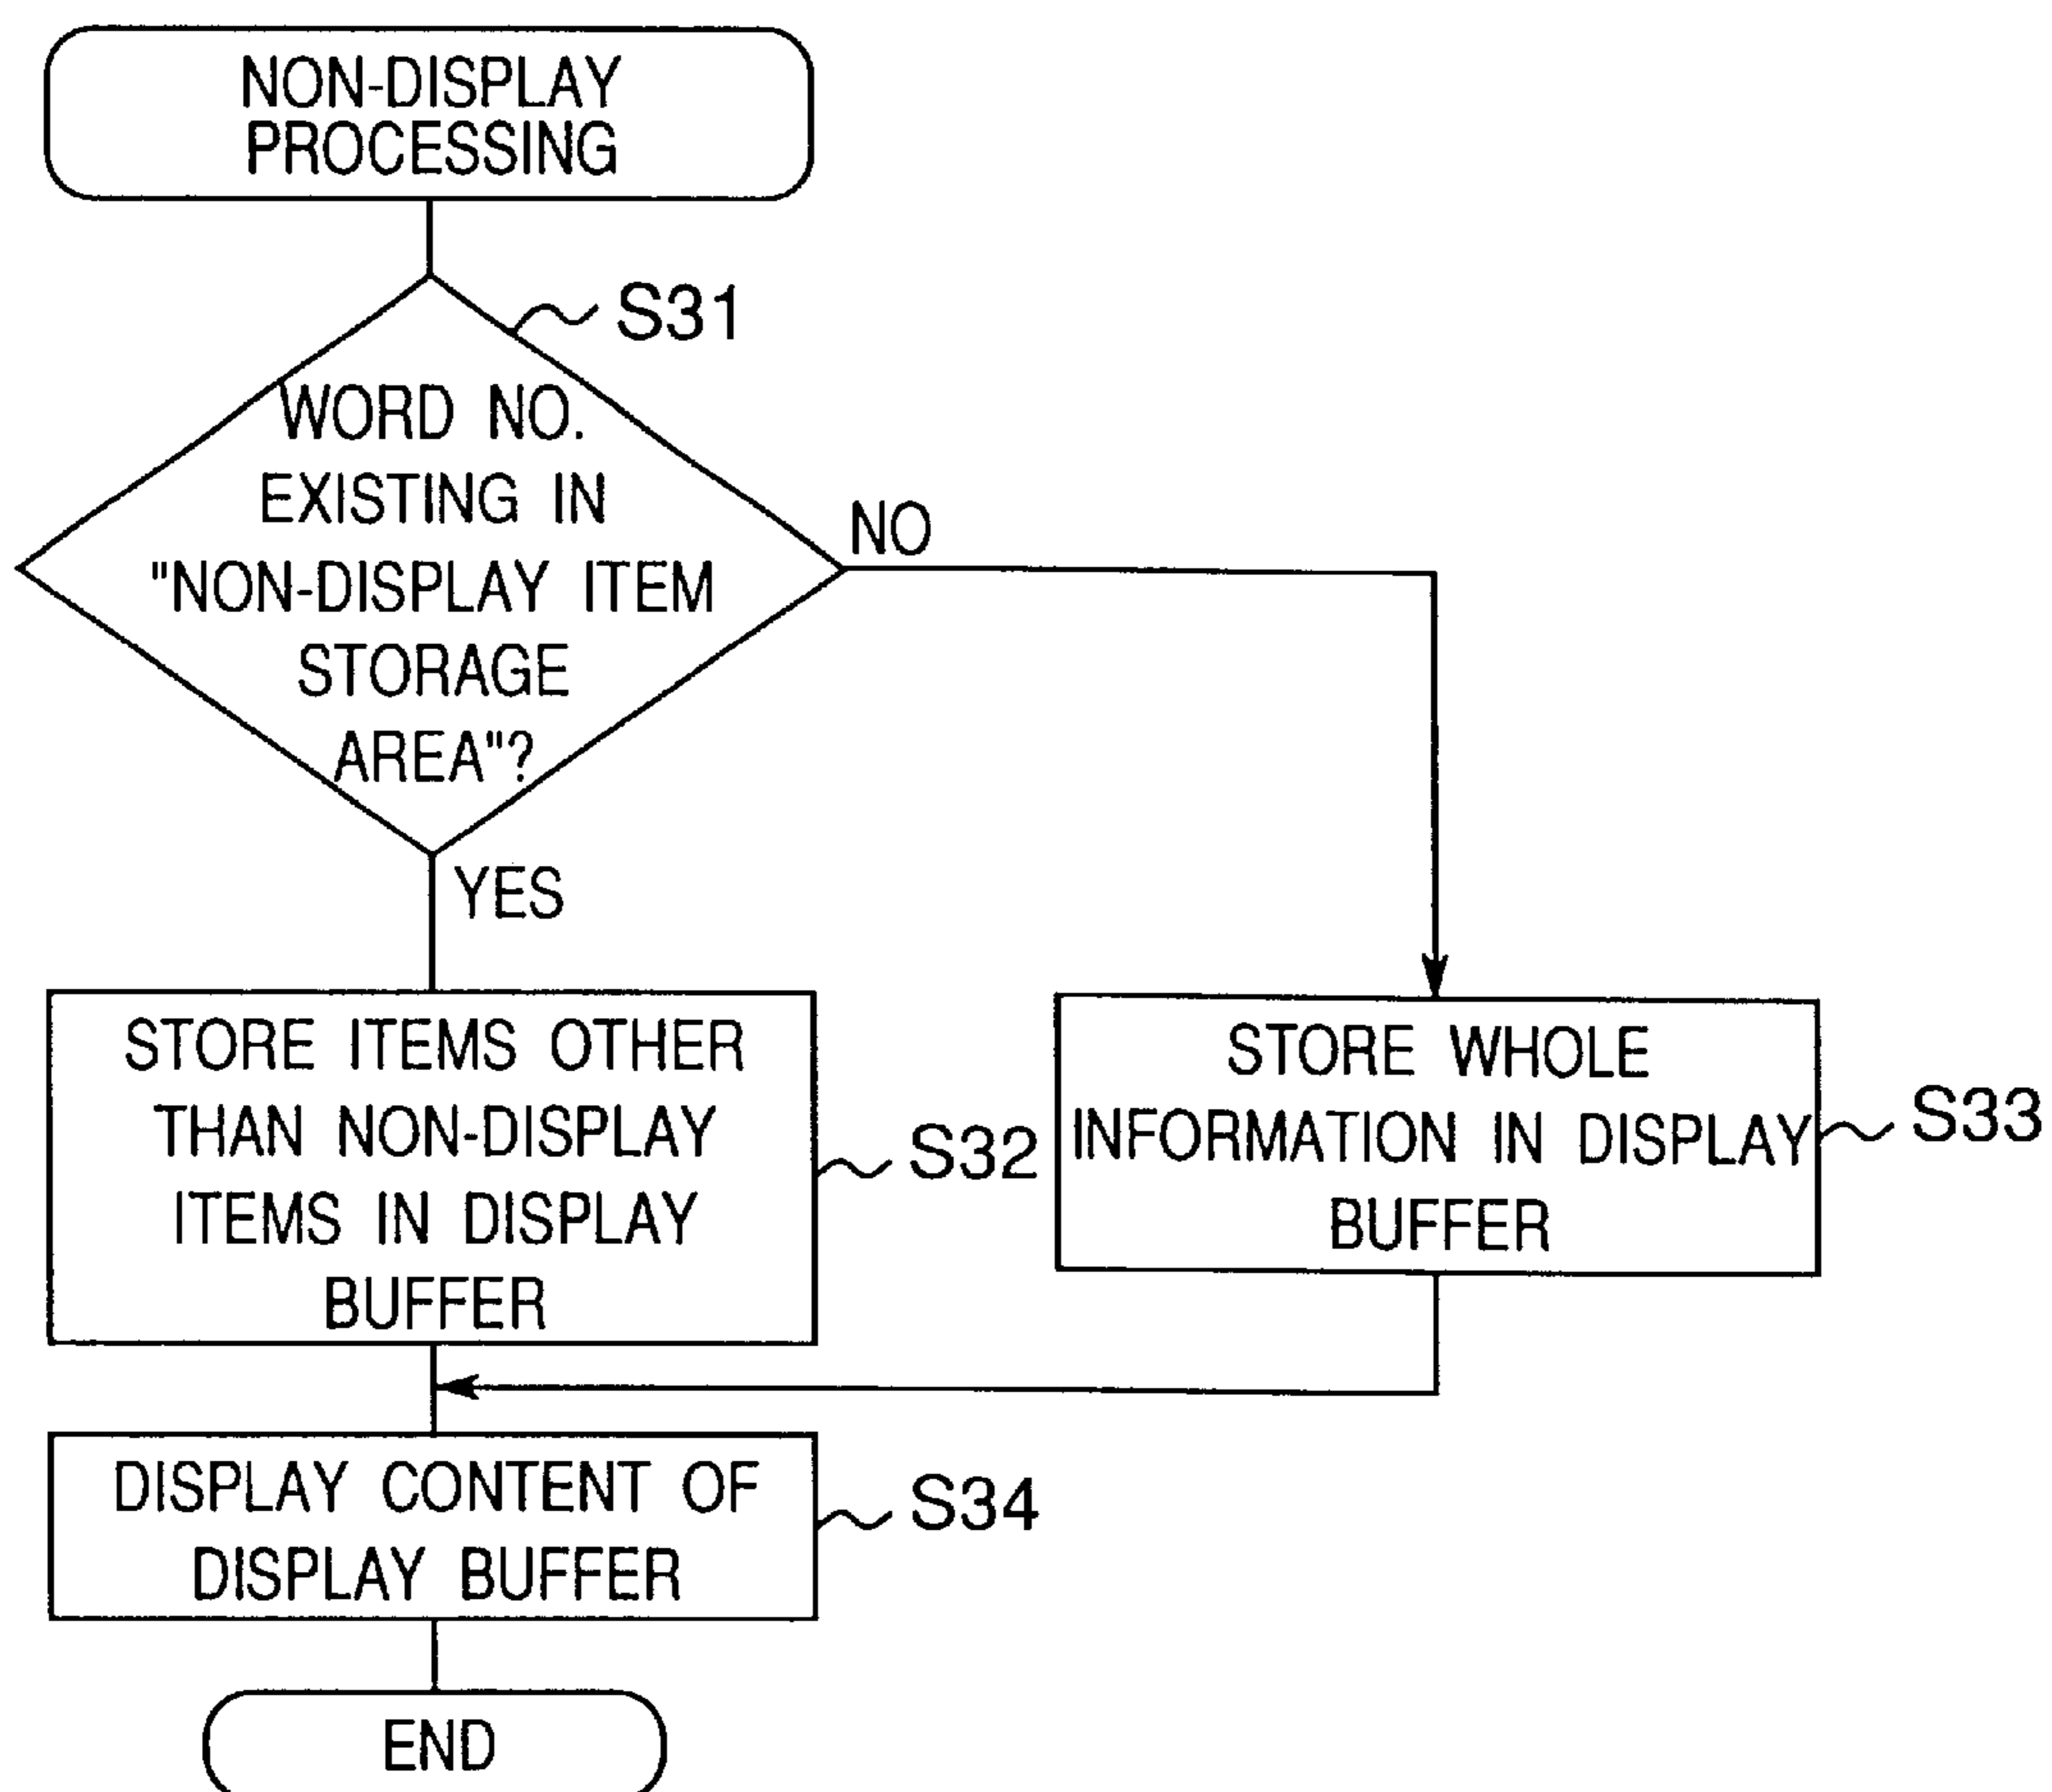 NON-DISPLAY
PROCESSING
S31
WORD NO.
EXISTING IN
"NON-DISPLAY ITEM
STORAGE
AREA"?
NO
YES
STORE ITEMS OTHER
THAN NON-DISPLAY
ITEMS IN DISPLAY
BUFFER
S32
STORE WHOLE
INFORMATION IN DISPLAY
BUFFER
S33
DISPLAY CONTENT OF
DISPLAY BUFFER
S34
END